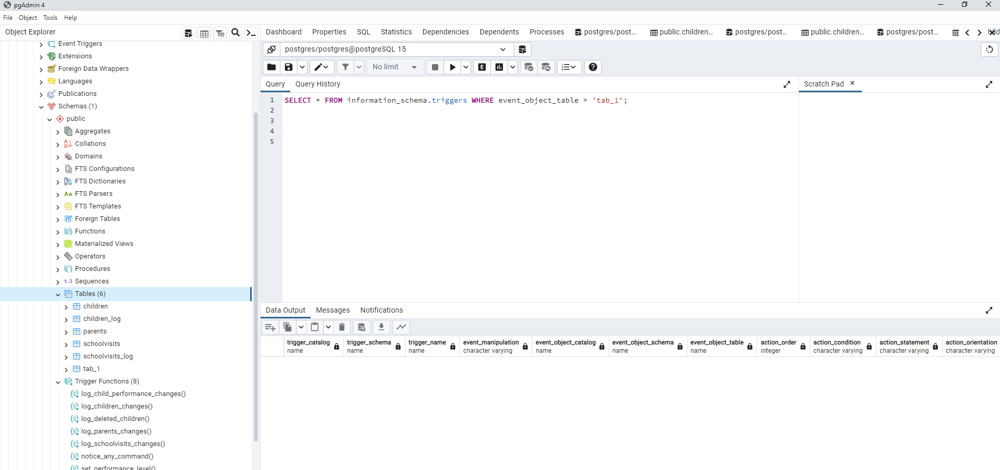 pgAdmin 4
File Object Tools Help
Object Explorer
Dashboard Properties SQL Statistics Dependencies Dependents Processes postgres/post... public.children... postgres/post... public.children... postgres/post...
Event Triggers
Extensions
Foreign Data Wrappers
Languages
Publications
Schemas (1)
public
Aggregates
Collations
Domains
FTS Configurations
FTS Dictionaries
Aa FTS Parsers
FTS Templates
Foreign Tables
Functions
Materialized Views
Operators
Procedures
1..3 Sequences
Tables (6)
children
children_log
parents
schoolvisits
schoolvisits_log
tab_1
Trigger Functions (8)
log_child_performance_changes()
log_children_changes()
log_deleted_children()
log_parents_changes()
log_schoolvisits_changes()
notice_any_command()
set_performance_level()
postgres/postgres@postgreSQL 15
No limit
E
Query Query History
Scratch Pad
1 SELECT * FROM information_schema.triggers WHERE event_object_table = 'tab_1';
2
3
4
5
Data Output Messages Notifications
trigger_catalog trigger_schema trigger_name event_manipulation event_object_catalog event_object_schema event_object_table action_order action_condition action_statement action_orientation
name name name character varying name name name integer character varying character varying character varying